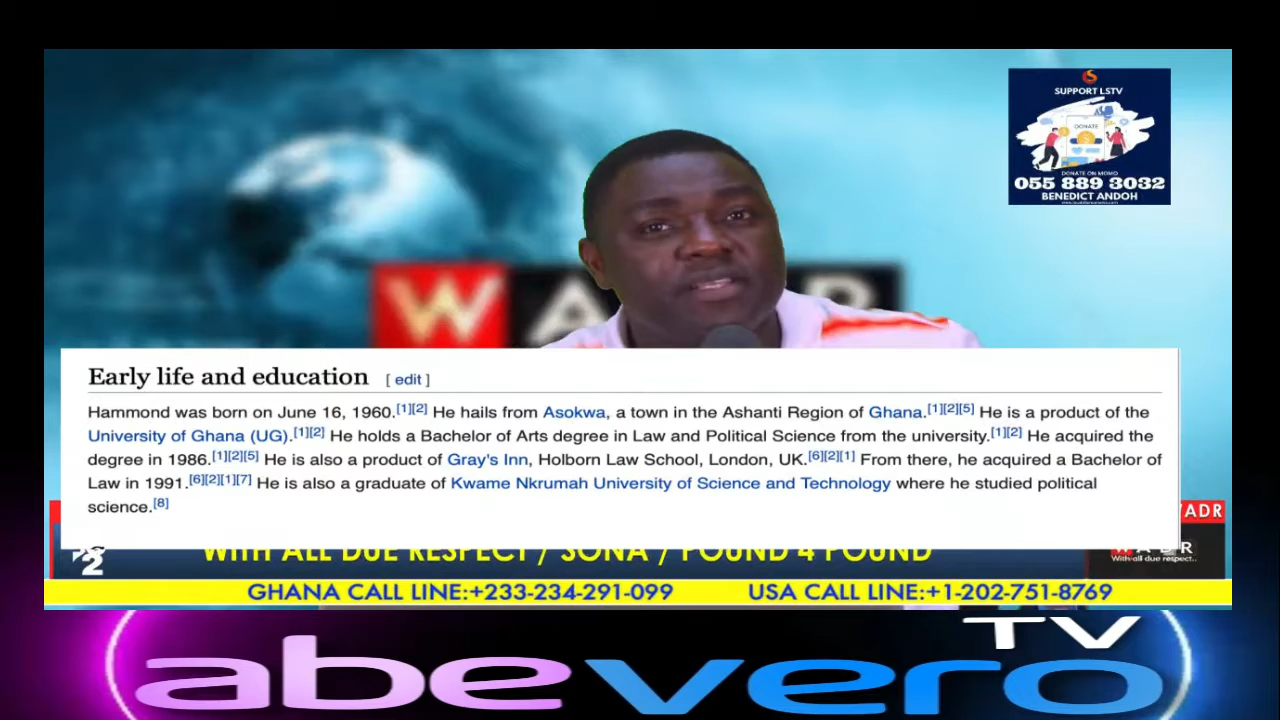 SUPPORT LSTV
DONATE
DONATE ON MOMO
055 889 3032
BENEDICT ANDOH
W A R
Early life and education [ edit ]
Hammond was born on June 16, 1960.[1][2] He hails from Asokwa, a town in the Ashanti Region of Ghana.[1][2][5] He is a product of the
University of Ghana (UG).[1][2] He holds a Bachelor of Arts degree in Law and Political Science from the university.[1][2] He acquired the
degree in 1986.[1][2][5] He is also a product of Gray's Inn, Holborn Law School, London, UK.[6][2][1] From there, he acquired a Bachelor of
Law in 1991.[6][2][1][7] He is also a graduate of Kwame Nkrumah University of Science and Technology where he studied political
science.[8]
WADR
WITH ALL DUE RESPECT / SONA / POUND 4 POUND
WADR
With all due respect..
GHANA CALL LINE:+233-234-291-099 USA CALL LINE:+1-202-751-8769
abevero TV